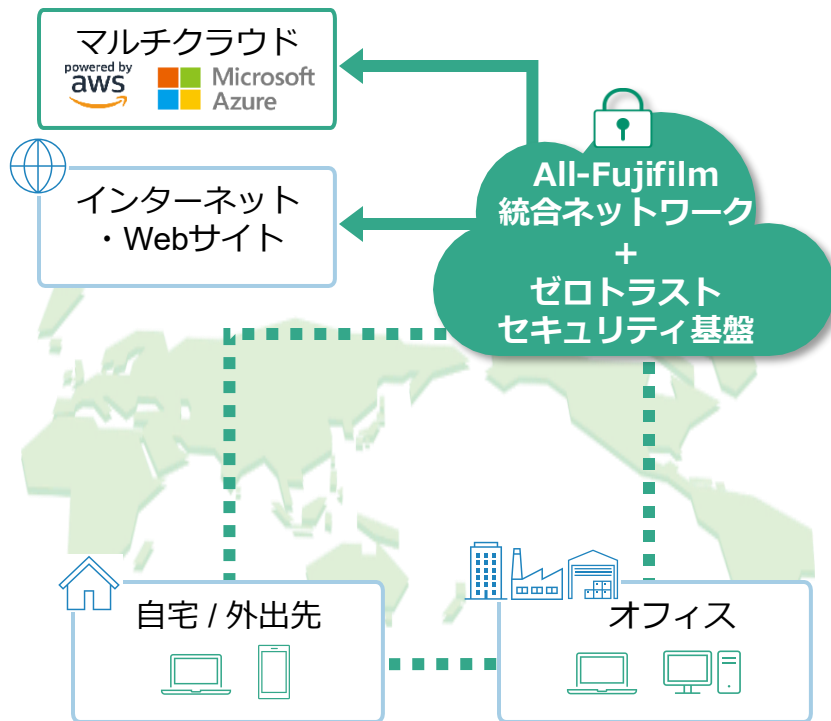 マルチクラウド
powered by
aws
Microsoft
Azure
インターネット
・Webサイト
All-Fujifilm
統合ネットワーク
+
ゼロトラスト
セキュリティ基盤
自宅 / 外出先
オフィス